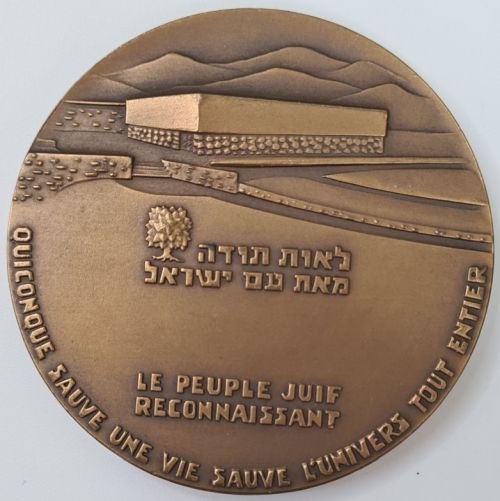 לאות תודה
מאת עם ישראל
LE PEUPLE JUIF
RECONNAISSANT
QUICONQUE SAUVE UNE VIE SAUVE L'UNIVERS TOUT ENTIER